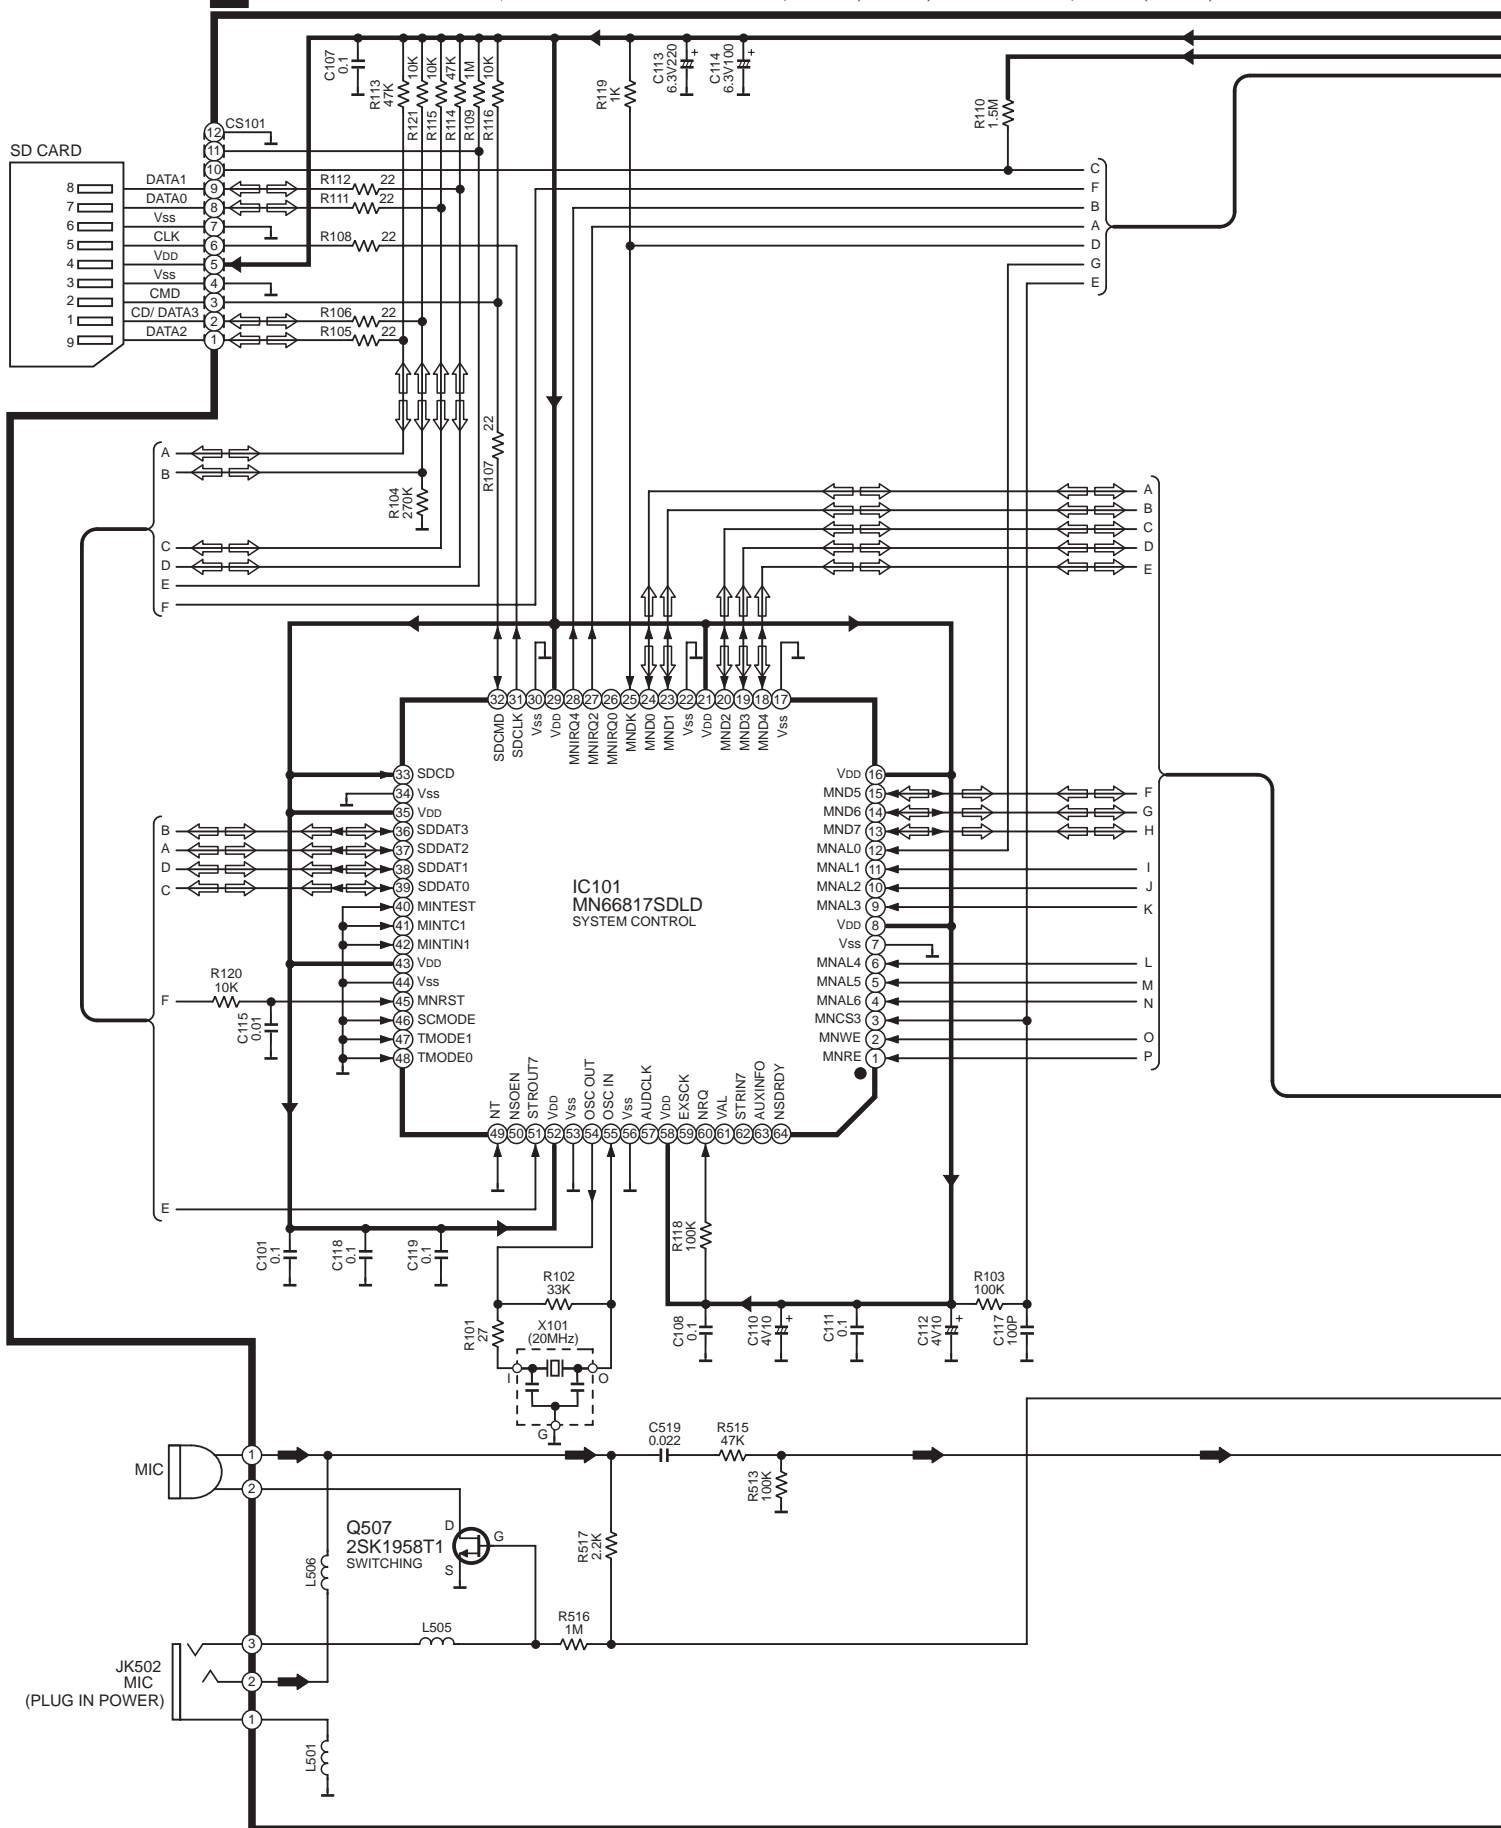 C107
0.1
R113
47K
10K
R121
10K
R115
47K
R114
1M
R109
10K
R116
R119
1K
C113
6.3V220
+
C114
6.3V100
+
R110
1.5M
SD CARD
12 CS101
11
10
8 DATA1 9 R112 22
7 DATA0 8 R111 22
6 Vss 7
5 CLK 6 R108 22
4 VDD 5
3 Vss 4
2 CMD 3
1 CD/ DATA3 2 R106 22
9 DATA2 1 R105 22
C
F
B
A
D
G
E
A
B
C
D
E
F
R104
270K
R107
22
A
B
C
D
E
32 31 30 29 28 27 26 25 24 23 22 21 20 19 18 17
SDCMD
SDCLK
Vss
VDD
MNIRQ4
MNIRQ2
MNIRQ0
MNDK
MND0
MND1
Vss
VDD
MND2
MND3
MND4
Vss
33 SDCD
34 Vss
35 VDD
B 36 SDDAT3
A 37 SDDAT2
D 38 SDDAT1
C 39 SDDAT0
40 MINTEST
41 MINTC1
42 MINTIN1
43 VDD
44 Vss
F R120 10K 45 MNRST
C115
0.01
46 SCMODE
47 TMODE1
48 TMODE0
IC101
MN66817SDLD
SYSTEM CONTROL
VDD 16
MND5 15 F
MND6 14 G
MND7 13 H
MNAL0 12
MNAL1 11 I
MNAL2 10 J
MNAL3 9 K
VDD 8
Vss 7
MNAL4 6 L
MNAL5 5 M
MNAL6 4 N
MNCS3 3
MNWE 2 O
MNRE 1 P
NT
NSOEN
STROUT7
VDD
Vss
OSC OUT
OSC IN
Vss
AUDCLK
VDD
EXSCK
NRQ
VAL
STRIN7
AUXINFO
NSDRDY
49 50 51 52 53 54 55 56 57 58 59 60 61 62 63 64
E
C101
0.1
C118
0.1
C119
0.1
R102
33K
R101
27
X101
(20MHz)
I O
G
R118
100K
C108
0.1
C110
4V10
+
C111
0.1
C112
4V10
+
R103
100K
C117
100P
MIC
1
2
C519
0.022
R515
47K
R513
100K
Q507
2SK1958T1
SWITCHING
D
G
S
R517
2.2K
L506
L505
R516
1M
JK502
MIC
(PLUG IN POWER)
3
2
1
L501